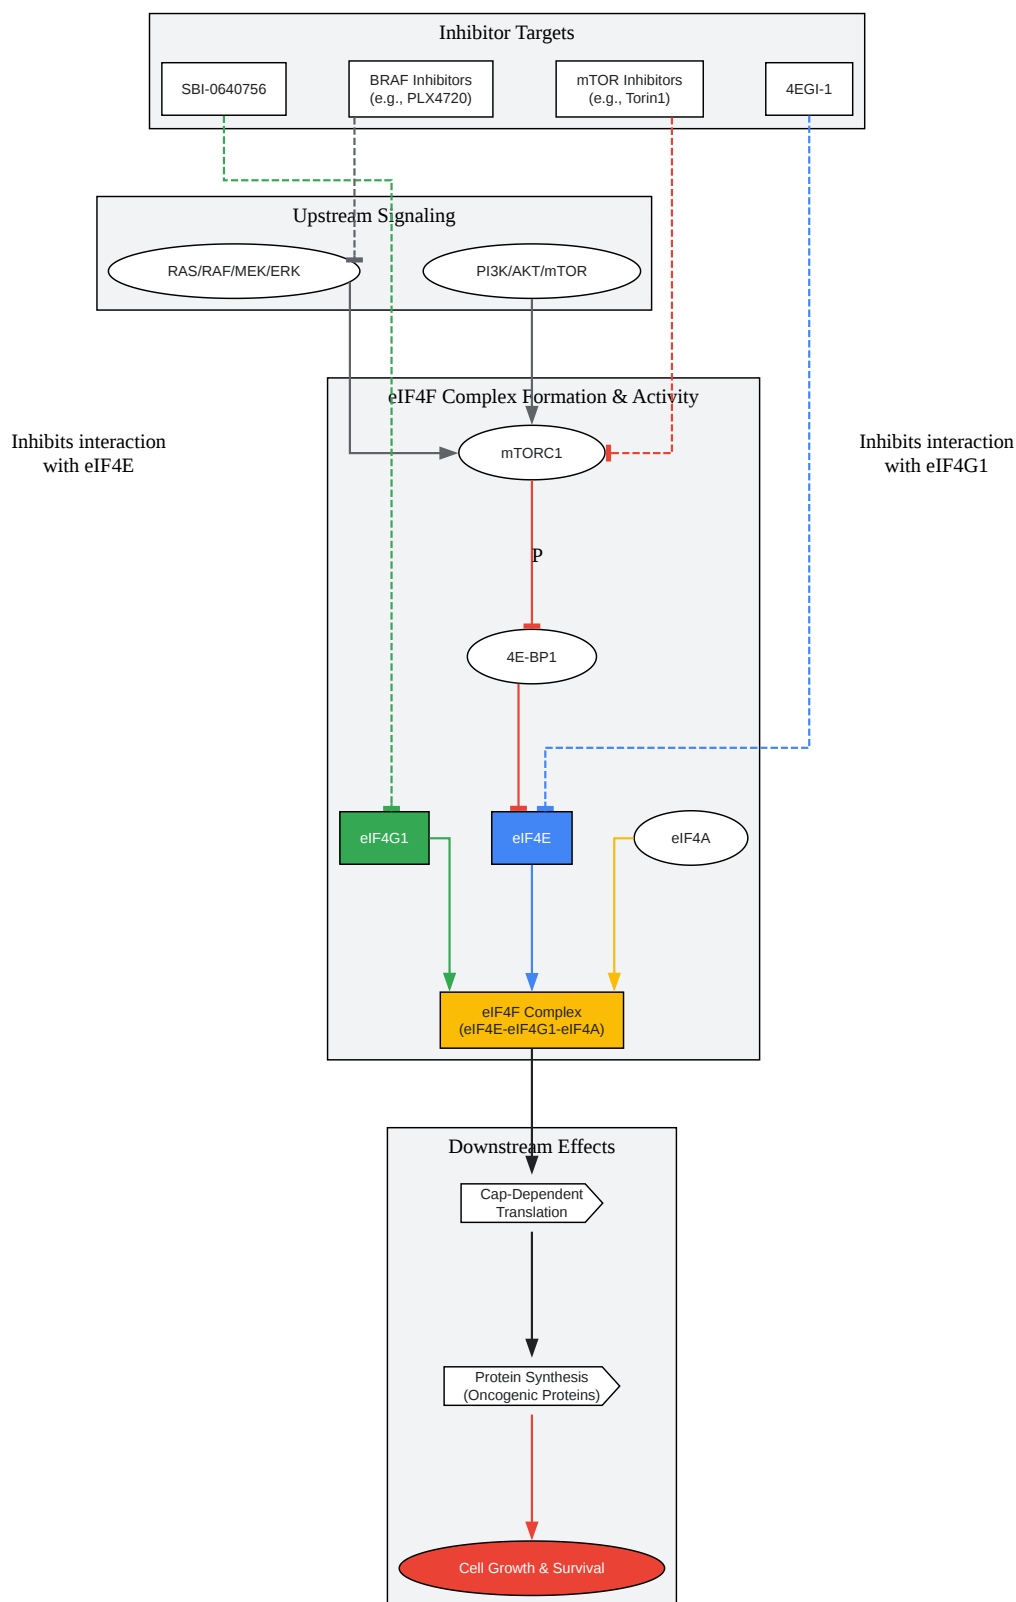 Inhibitor Targets
SBI-0640756
BRAF Inhibitors
(e.g., PLX4720)
mTOR Inhibitors
(e.g., Torin1)
4EGI-1
Upstream Signaling
RAS/RAF/MEK/ERK
PI3K/AKT/mTOR
eIF4F Complex Formation & Activity
Inhibits interaction
with eIF4E
mTORC1
Inhibits interaction
with eIF4G1
P
4E-BP1
eIF4G1
eIF4E
eIF4A
eIF4F Complex
(eIF4E-eIF4G1-eIF4A)
Downstream Effects
Cap-Dependent
Translation
Protein Synthesis
(Oncogenic Proteins)
Cell Growth & Survival